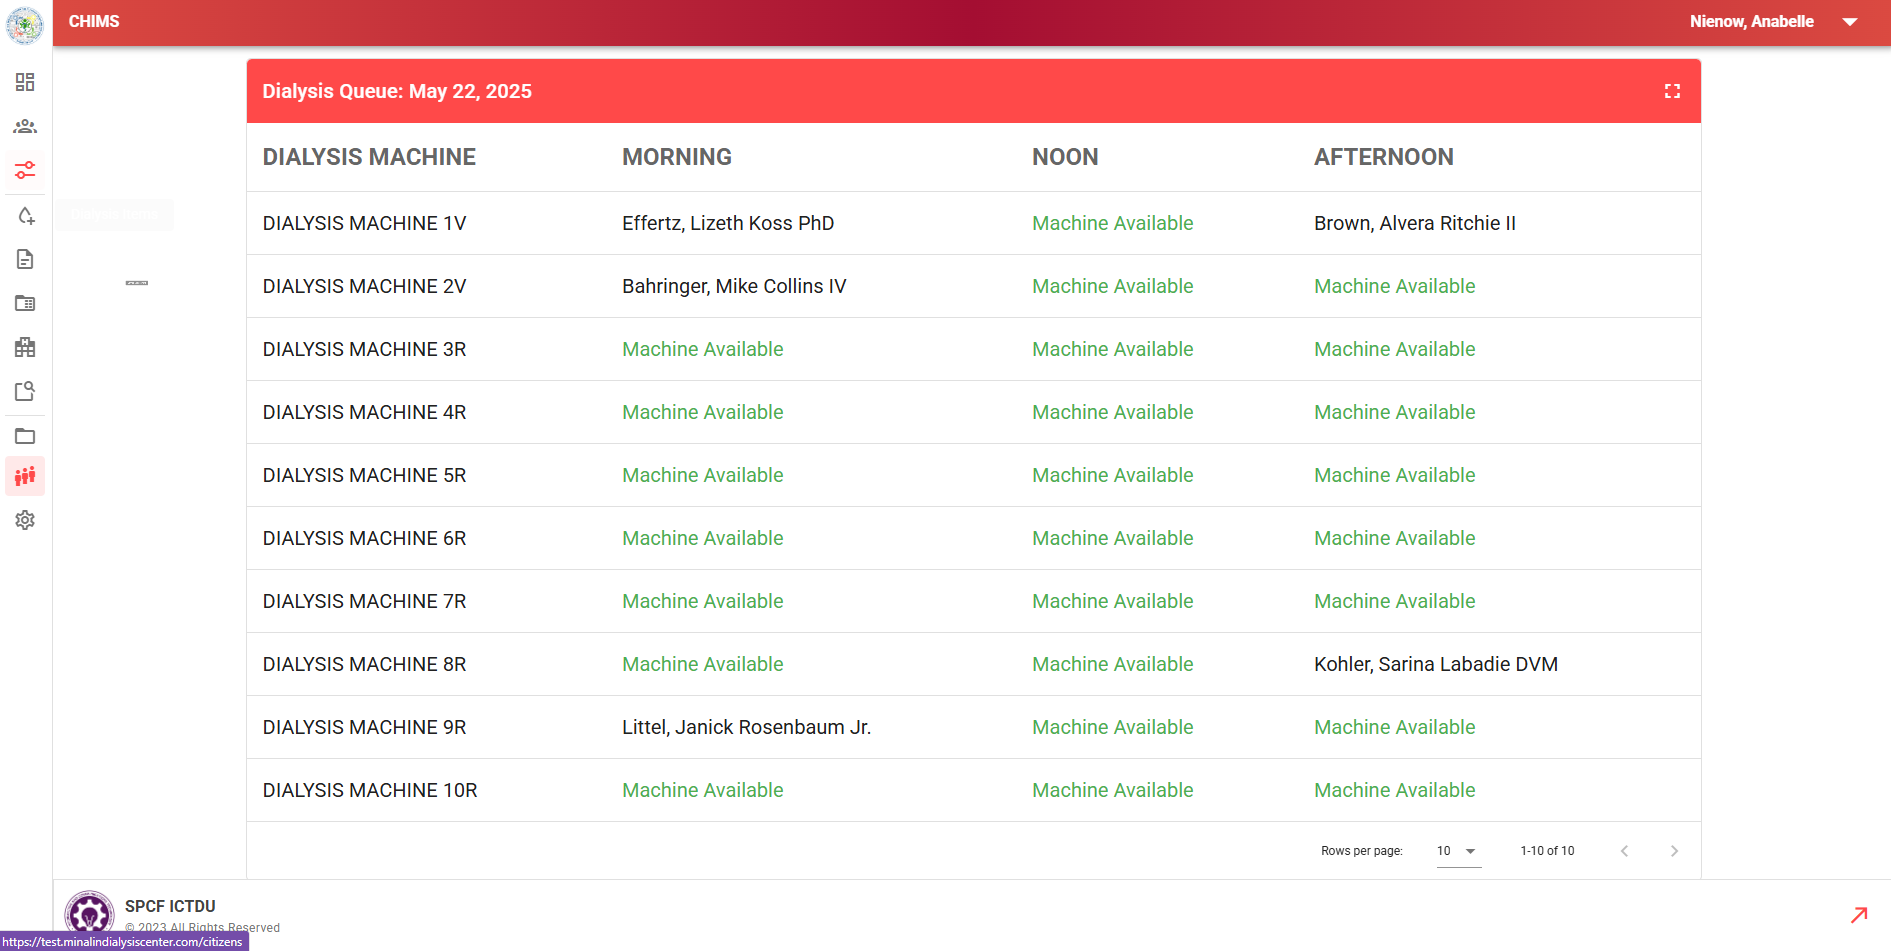 CHIMS
Nienow, Anabelle
Dialysis Queue: May 22, 2025
DIALYSIS MACHINE MORNING NOON AFTERNOON
DIALYSIS MACHINE 1V Effertz, Lizeth Koss PhD Machine Available Brown, Alvera Ritchie II
DIALYSIS MACHINE 2V Bahringer, Mike Collins IV Machine Available Machine Available
DIALYSIS MACHINE 3R Machine Available Machine Available Machine Available
DIALYSIS MACHINE 4R Machine Available Machine Available Machine Available
DIALYSIS MACHINE 5R Machine Available Machine Available Machine Available
DIALYSIS MACHINE 6R Machine Available Machine Available Machine Available
DIALYSIS MACHINE 7R Machine Available Machine Available Machine Available
DIALYSIS MACHINE 8R Machine Available Machine Available Kohler, Sarina Labadie DVM
DIALYSIS MACHINE 9R Littel, Janick Rosenbaum Jr. Machine Available Machine Available
DIALYSIS MACHINE 10R Machine Available Machine Available Machine Available
Rows per page: 10 1-10 of 10
SPCF ICTDU
© 2023 All Rights Reserved
https://test.minalindialysiscenter.com/citizens